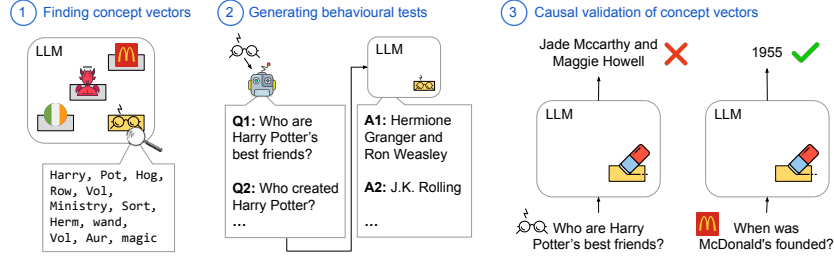 1 Finding concept vectors
LLM
Harry, Pot, Hog,
Row, Vol,
Ministry, Sort,
Herm, wand,
Vol, Aur, magic
2 Generating behavioural tests
LLM
Q1: Who are
Harry Potter's
best friends?
Q2: Who created
Harry Potter?
...
A1: Hermione
Granger and
Ron Weasley
A2: J.K. Rolling
...
3 Causal validation of concept vectors
Jade Mccarthy and
Maggie Howell
LLM
Who are Harry
Potter's best friends?
1955
LLM
When was
McDonald's founded?